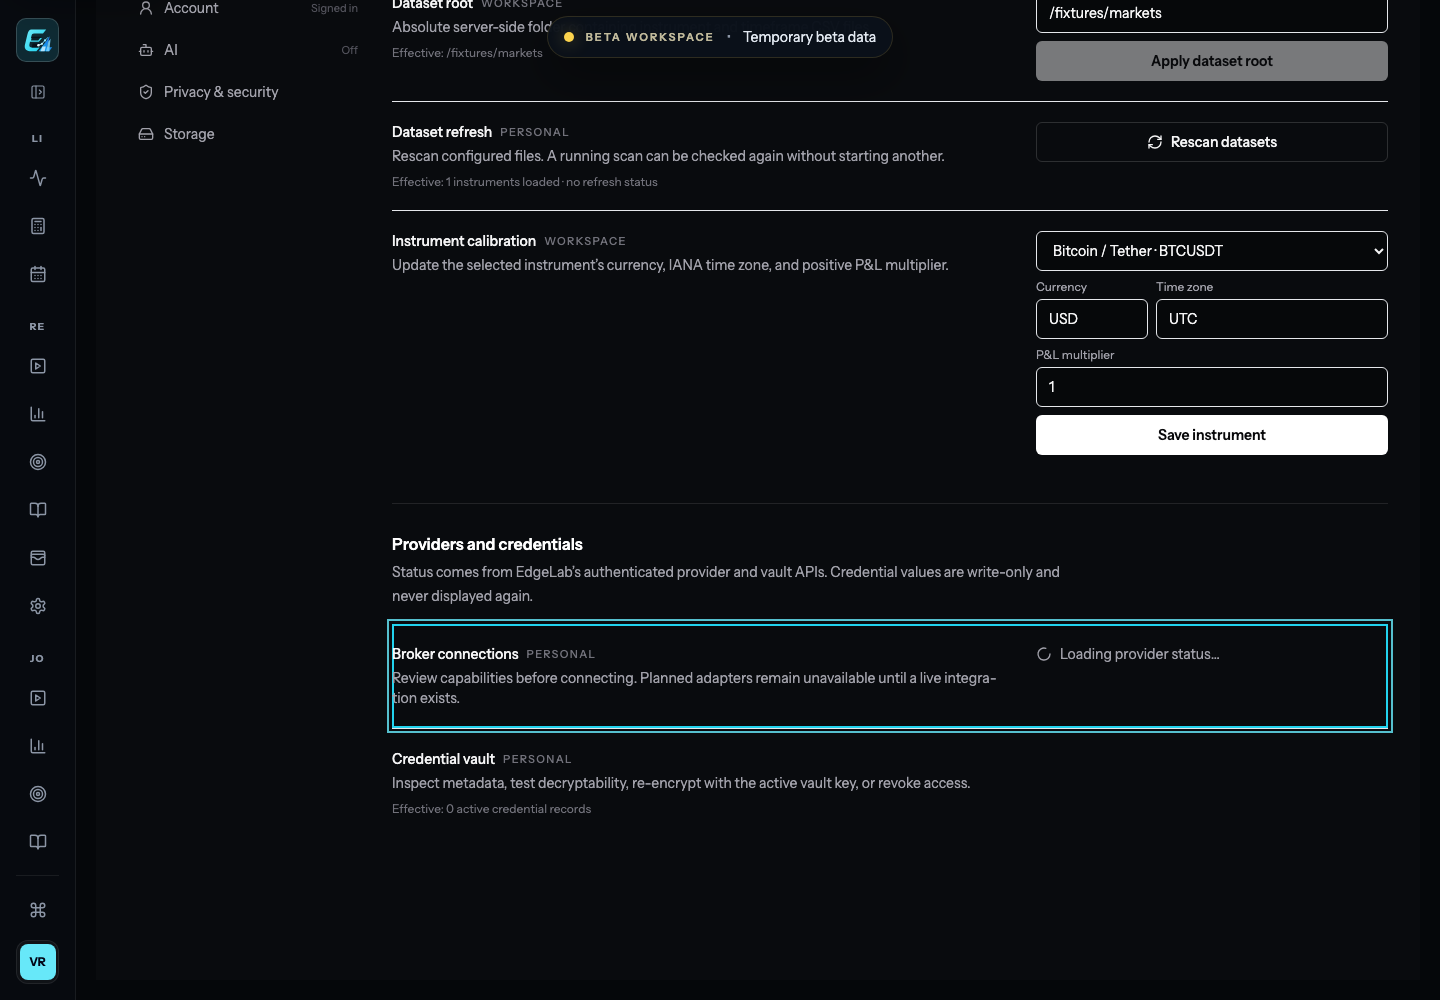 Account
Signed in
AI
Off
Privacy & security
Storage
LI
RE
JO
VR
BETA WORKSPACE · Temporary beta data
Dataset root WORKSPACE
Absolute server-side fold
Effective: /fixtures/markets
/fixtures/markets
Apply dataset root
Dataset refresh PERSONAL
Rescan configured files. A running scan can be checked again without starting another.
Effective: 1 instruments loaded · no refresh status
Rescan datasets
Instrument calibration WORKSPACE
Update the selected instrument's currency, IANA time zone, and positive P&L multiplier.
Bitcoin / Tether · BTCUSDT
Currency
Time zone
USD
UTC
P&L multiplier
1
Save instrument
Providers and credentials
Status comes from EdgeLab's authenticated provider and vault APIs. Credential values are write-only and
never displayed again.
Broker connections PERSONAL
Review capabilities before connecting. Planned adapters remain unavailable until a live integra-
tion exists.
Loading provider status...
Credential vault PERSONAL
Inspect metadata, test decryptability, re-encrypt with the active vault key, or revoke access.
Effective: 0 active credential records